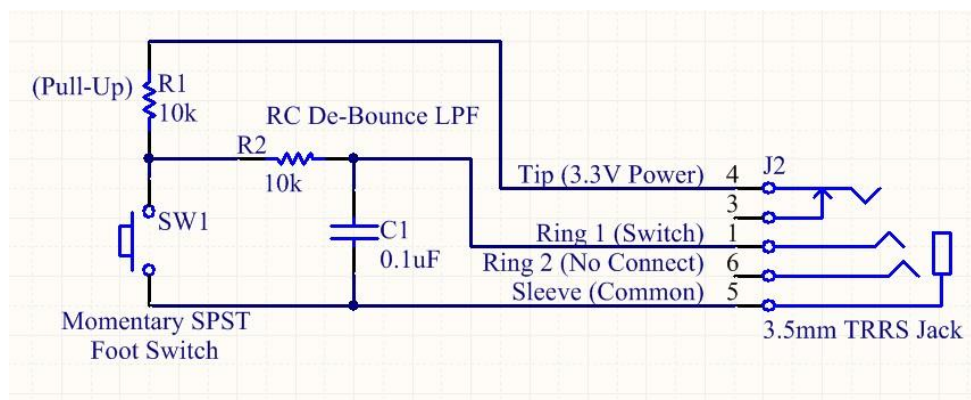 (Pull-Up)
R1
10k
RC De-Bounce LPF
R2
10k
SW1
C1
0.1uF
Momentary SPST
Foot Switch
Tip (3.3V Power)
4
J2
3
Ring 1 (Switch)
1
Ring 2 (No Connect)
6
Sleeve (Common)
5
3.5mm TRRS Jack